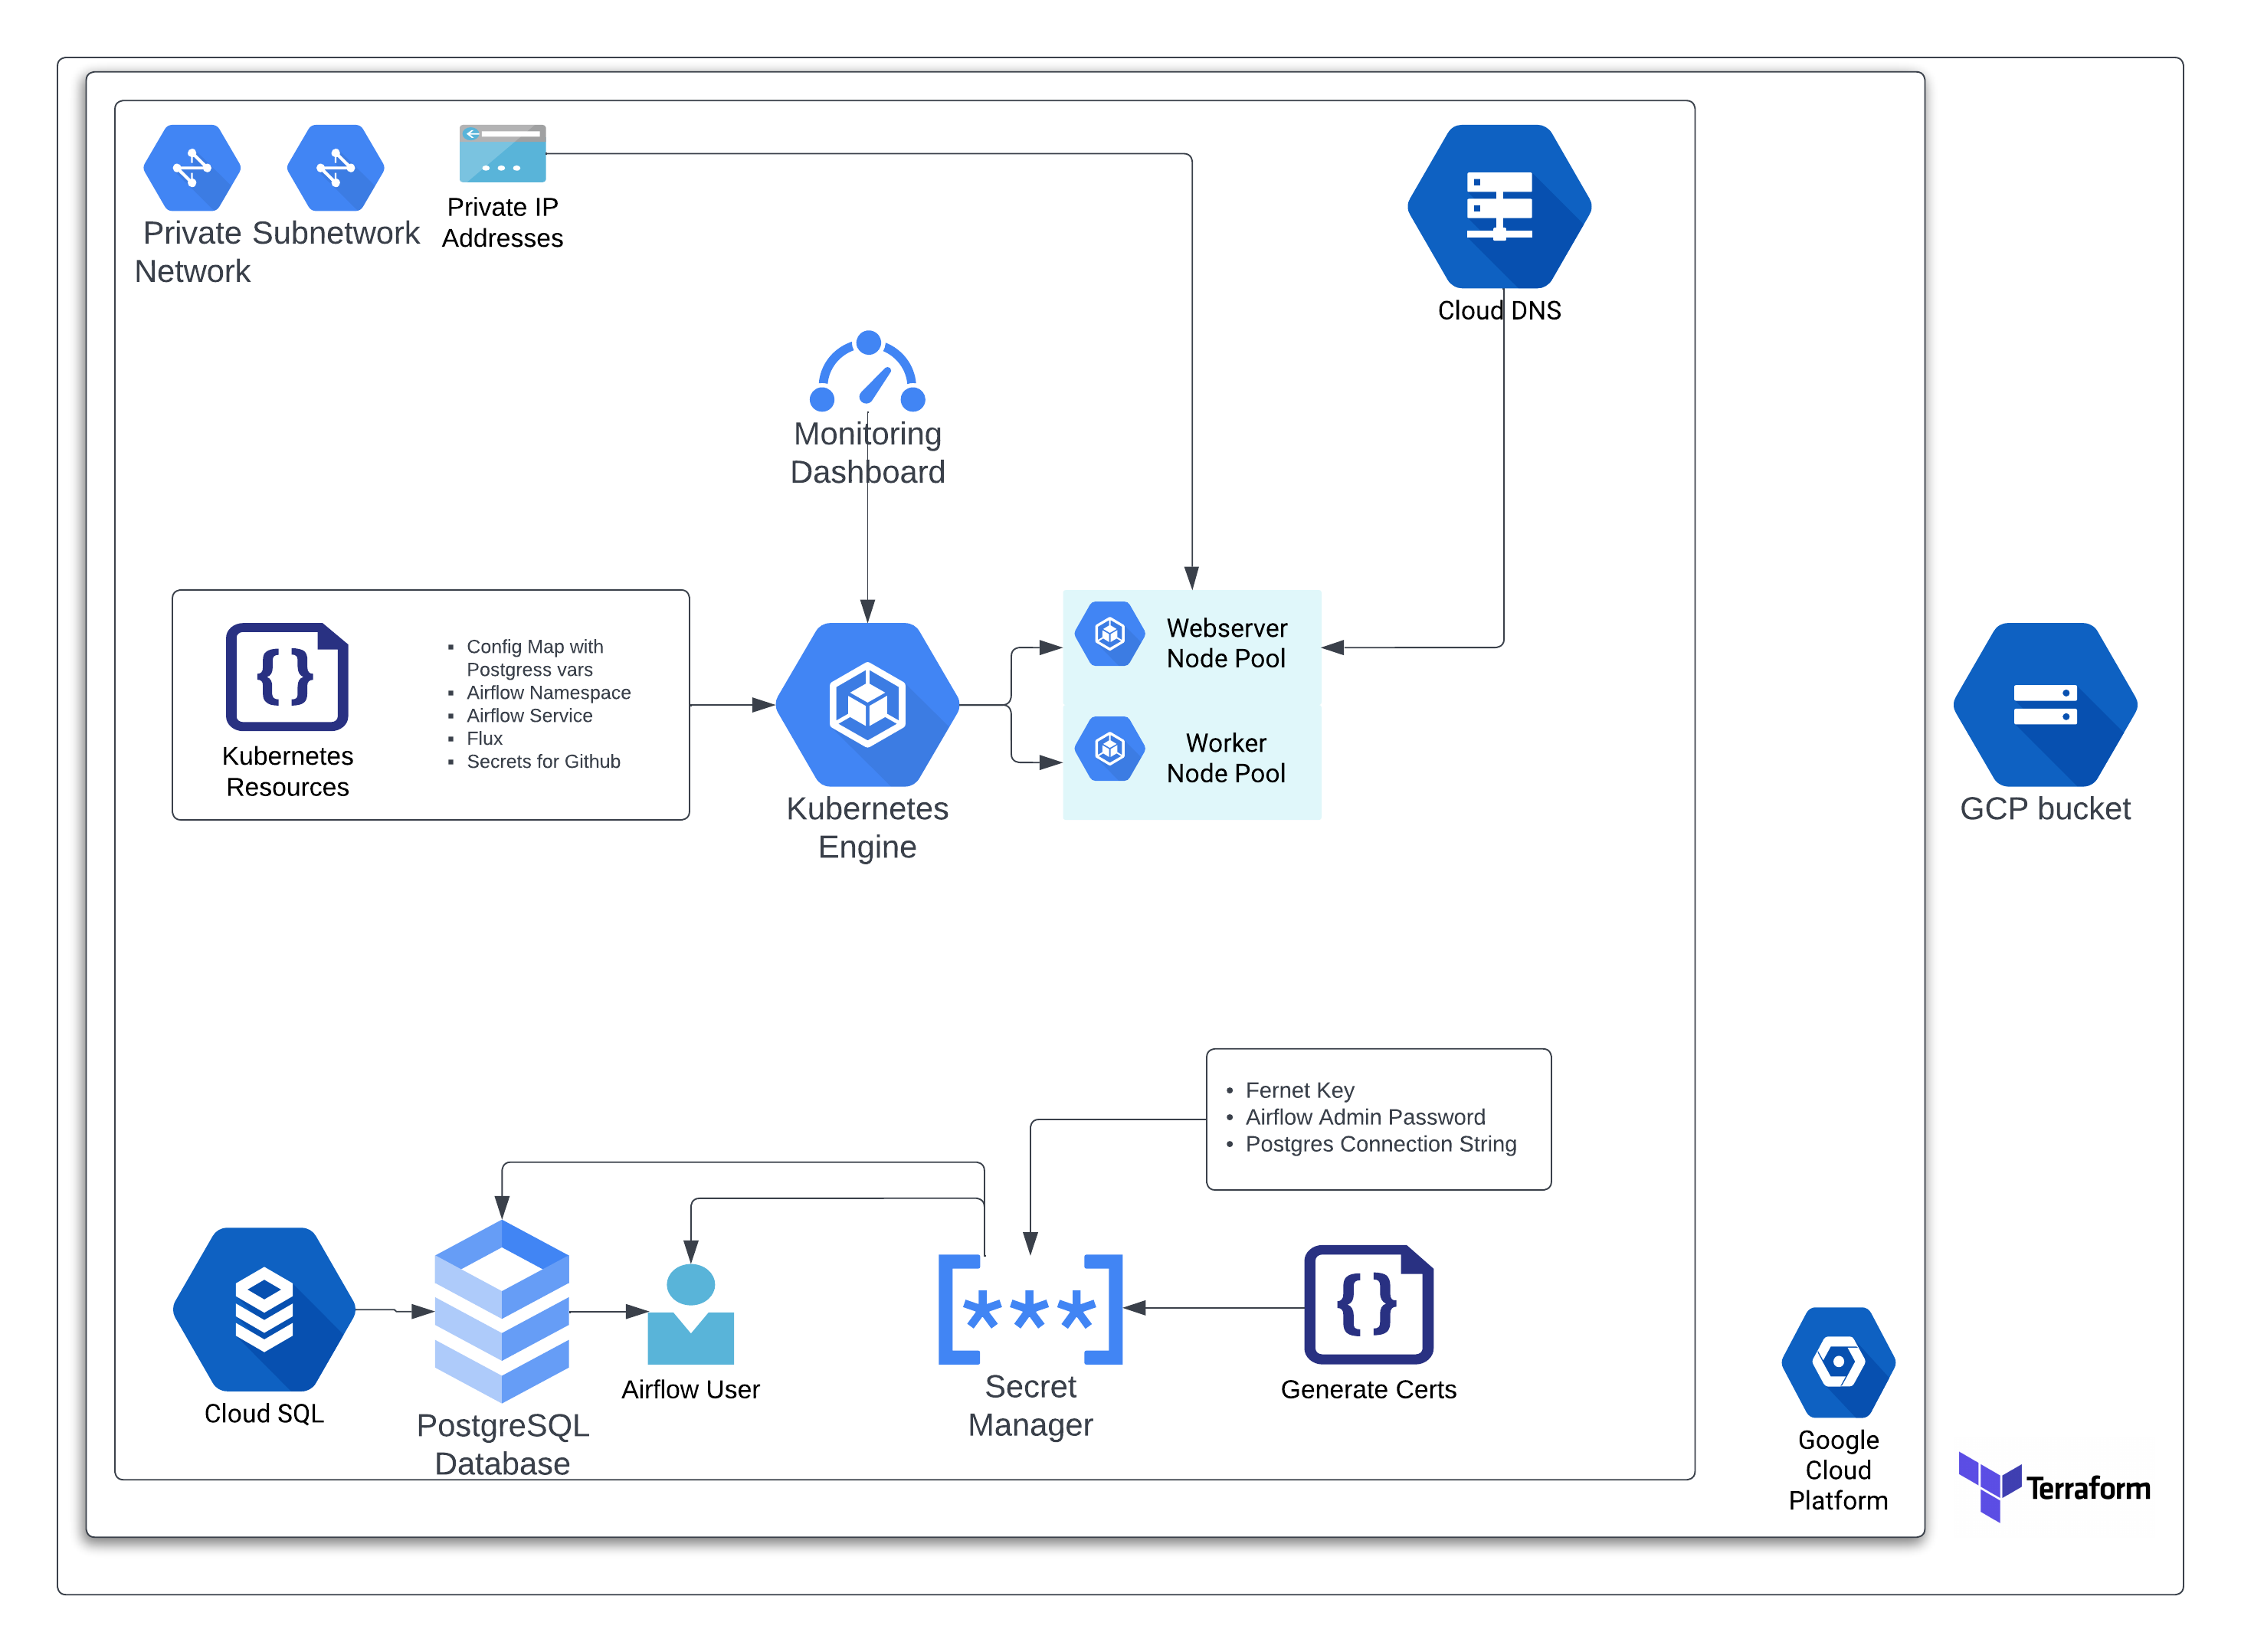 Private
Network
Subnetwork
Private IP
Addresses
Cloud DNS
Monitoring
Dashboard
Kubernetes
Resources
Config Map with
Postgress vars
Airflow Namespace
Airflow Service
Flux
Secrets for Github
Kubernetes
Engine
Webserver
Node Pool
Worker
Node Pool
GCP bucket
Fernet Key
Airflow Admin Password
Postgres Connection String
Cloud SQL
PostgreSQL
Database
Airflow User
Secret
Manager
Generate Certs
Google
Cloud
Platform
Terraform